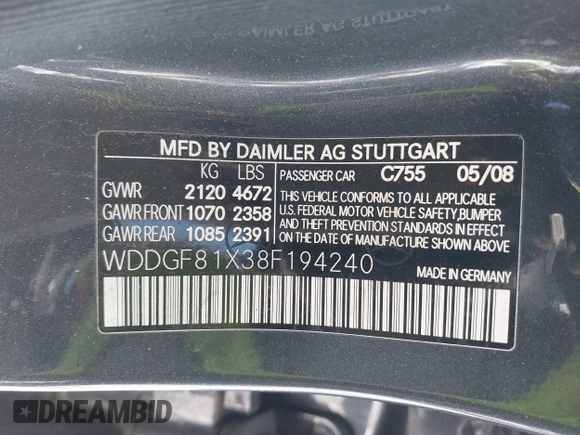 MFD BY DAIMLER AG STUTTGART
KG LBS
GVWR 2120 4672
GAWR FRONT 1070 2358
GAWR REAR 1085 2391
PASSENGER CAR C755 05/08
THIS VEHICLE CONFORMS TO ALL APPLICABLE
U.S. FEDERAL MOTOR VEHICLE SAFETY, BUMPER
AND THEFT PREVENTION STANDARDS IN EFFECT
ON THE DATE OF MANUFACTURE SHOWN ABOVE.
WDDGF81X38F194240
MADE IN GERMANY
DREAMBID